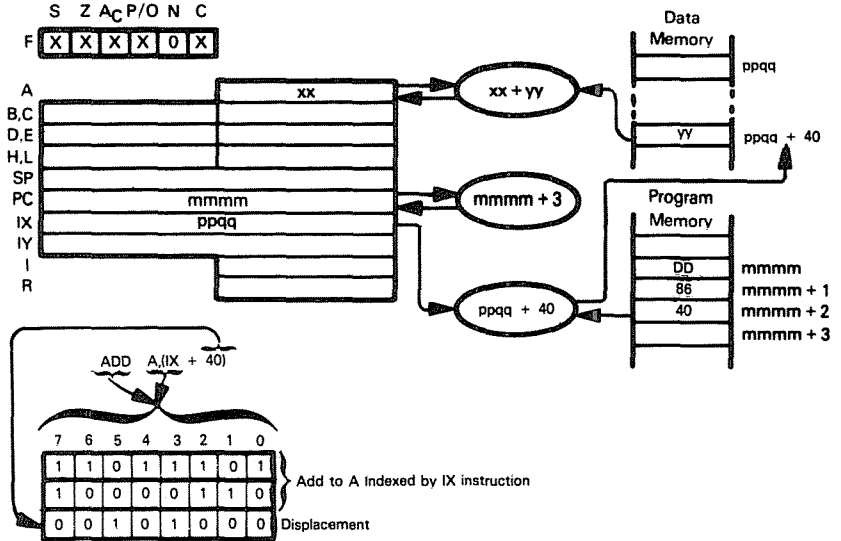 S Z AC P/O N C
F X X X X 0 X
A xx
B,C
D,E
H,L
SP
PC mmmm
IX ppqq
IY
I
R
xx + yy
mmmm + 3
ppqq + 40
Data
Memory
ppqq
yy ppqq + 40
Program
Memory
DD mmmm
86 mmmm + 1
40 mmmm + 2
mmmm + 3
ADD A,(IX + 40)
7 6 5 4 3 2 1 0
1 1 0 1 1 1 0 1
1 0 0 0 0 1 1 0
Add to A Indexed by IX instruction
0 0 1 0 1 0 0 0 Displacement